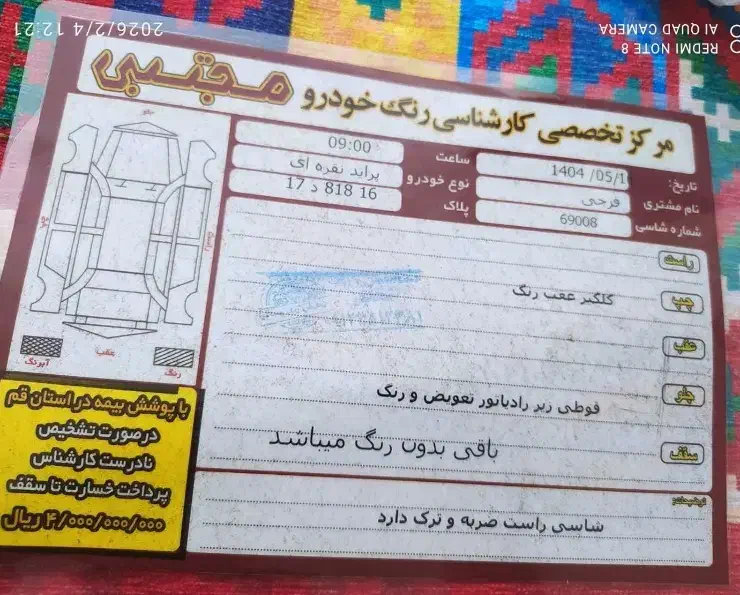 2026/2/4 12:21
REDMI NOTE 8
AI QUAD CAMERA
مرکز تخصصی کارشناسی رنگ خودرو مجتبی
تاریخ: 1404 /05/1
ساعت 09:00
نام مشتری فرجی
نوع خودرو پراید نقره ای
شماره شاسی 69008
پلاک 16 818 د 17
جلو
راست
عقب
رنگ
آبرنگ
راست
چپ گلگیر عقب رنگ
عقب
جلو قوطی زیر رادیاتور تعویض و رنگ
سقف باقی بدون رنگ میباشد
توضیحات:
شاسی راست ضربه و ترک دارد
با پوشش بیمه در استان قم
درصورت تشخیص
نادرست کارشناس
پرداخت خسارت تا سقف
۴/۰۰۰/۰۰۰/۰۰۰ ریال